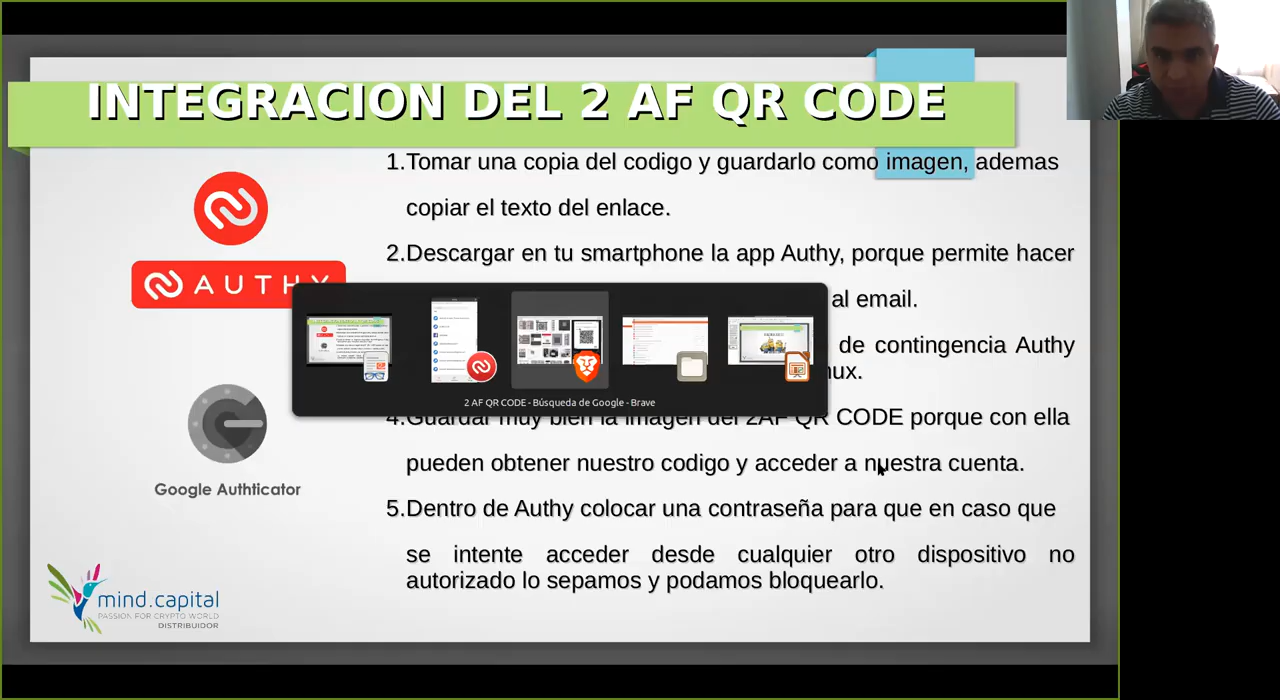 INTEGRACION DEL 2 AF QR CODE
1.Tomar una copia del codigo y guardarlo como imagen, ademas
copiar el texto del enlace.
2.Descargar en tu smartphone la app Authy, porque permite hacer
al email.
de contingencia Authy
4.Guardar muy bien la imagen del 2AF QR CODE porque con ella
pueden obtener nuestro codigo y acceder a nuestra cuenta.
5.Dentro de Authy colocar una contraseña para que en caso que
se intente acceder desde cualquier otro dispositivo no
autorizado lo sepamos y podamos bloquearlo.
AUTHY
2 AF QR CODE - Búsqueda de Google - Brave
Google Authticator
mind.capital
PASSION FOR CRYPTO WORLD
DISTRIBUIDOR